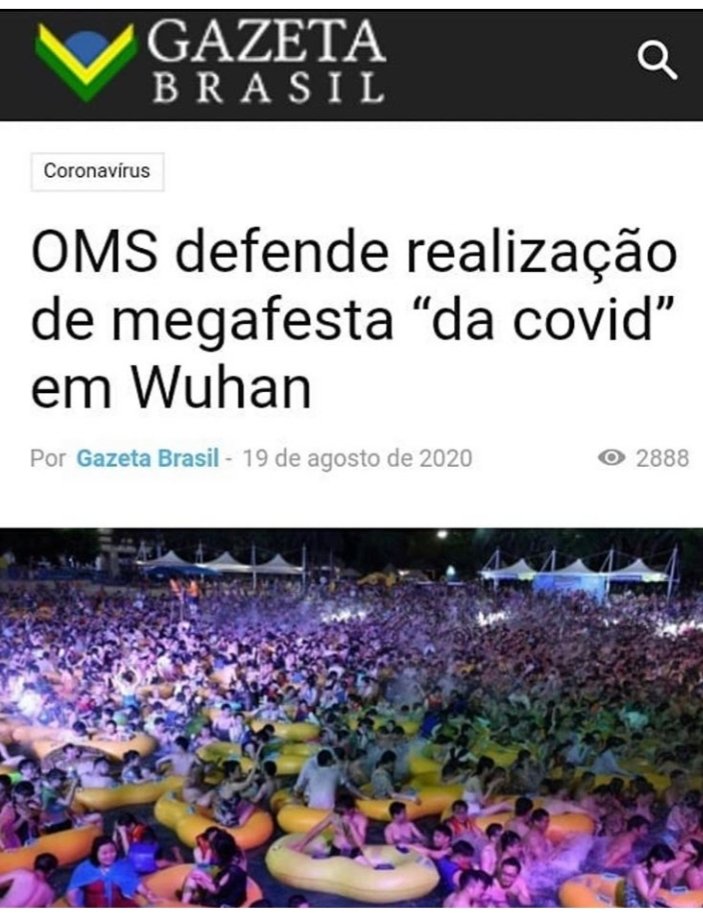 GAZETA
BRASIL
Coronavírus
OMS defende realização
de megafesta “da covid”
em Wuhan
Por Gazeta Brasil - 19 de agosto de 2020 2888